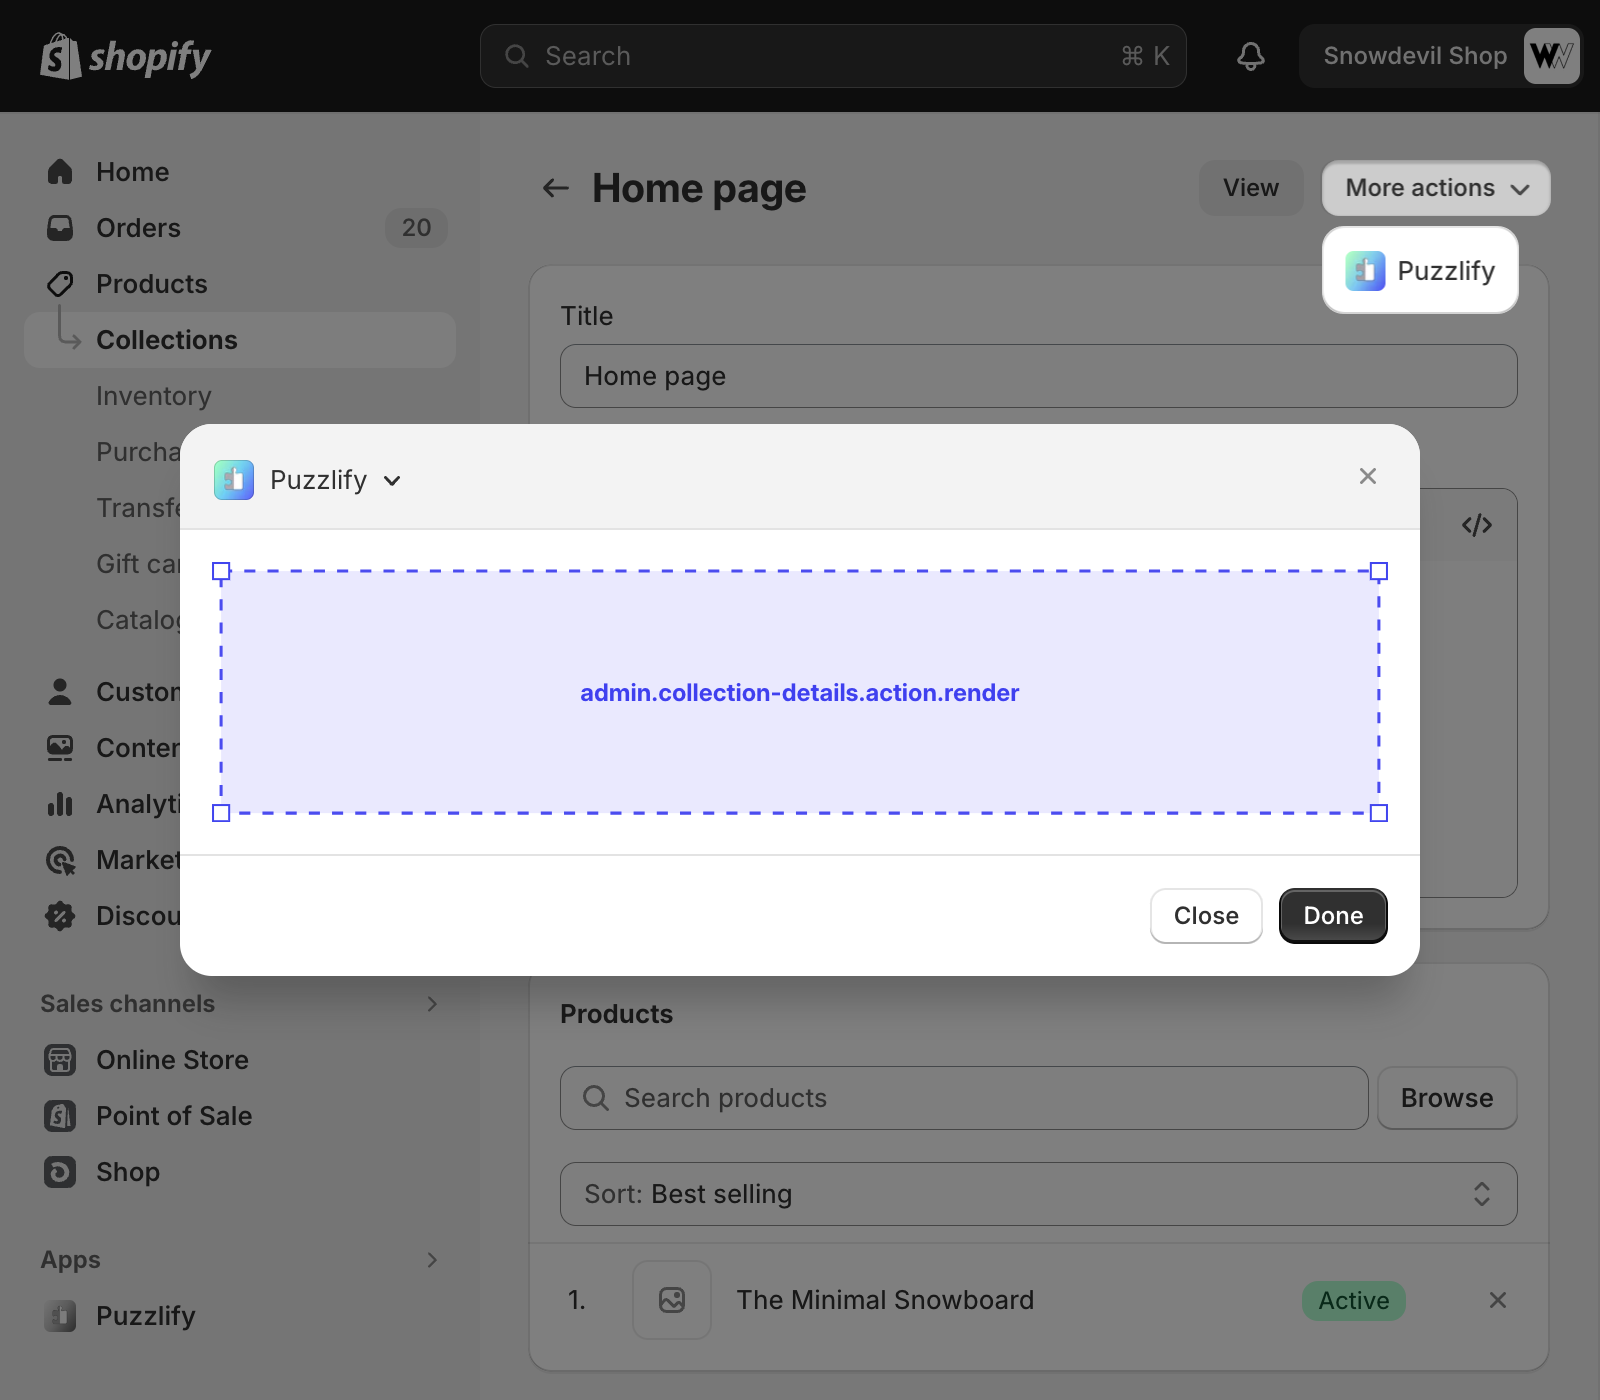 shopify
Search
⌘ K
Snowdevil Shop
Home
Orders
20
Products
Collections
Inventory
Purcha
Transfe
Gift ca
Catalog
Custom
Conten
Analyti
Market
Discou
Sales channels
Online Store
Point of Sale
Shop
Apps
Puzzlify
Home page
View
More actions
Puzzlify
Title
Home page
Puzzlify
admin.collection-details.action.render
Close
Done
Products
Search products
Browse
Sort: Best selling
1.
The Minimal Snowboard
Active